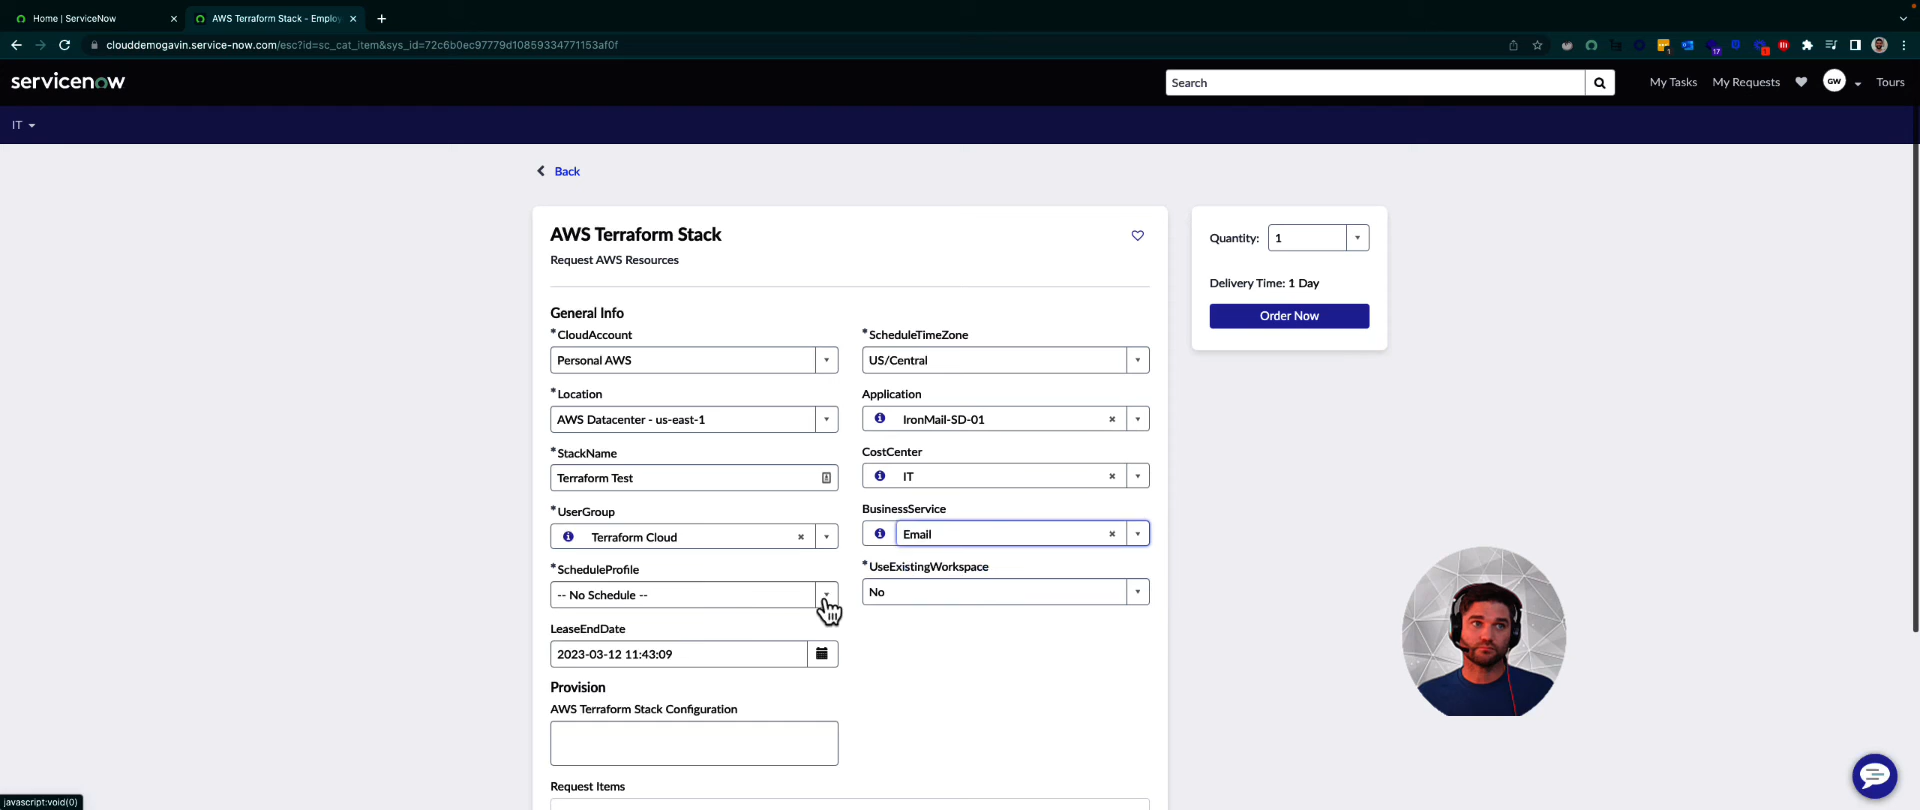 Home | ServiceNow
AWS Terraform Stack - Employ
clouddemogavin.service-now.com/esc?id=sc_cat_item&sys_id=72c6b0ec97779d10859334771153af0f
1
17
1
servicenow
Search
My Tasks
My Requests
GW
Tours
IT
Back
AWS Terraform Stack
Request AWS Resources
Quantity:
1
Delivery Time: 1 Day
Order Now
General Info
*CloudAccount
Personal AWS
*Location
AWS Datacenter - us-east-1
*StackName
Terraform Test
*UserGroup
Terraform Cloud
*ScheduleProfile
-- No Schedule --
LeaseEndDate
2023-03-12 11:43:09
*ScheduleTimeZone
US/Central
Application
IronMail-SD-01
CostCenter
IT
BusinessService
Email
*UseExistingWorkspace
No
Provision
AWS Terraform Stack Configuration
Request Items
javascript:void(0)